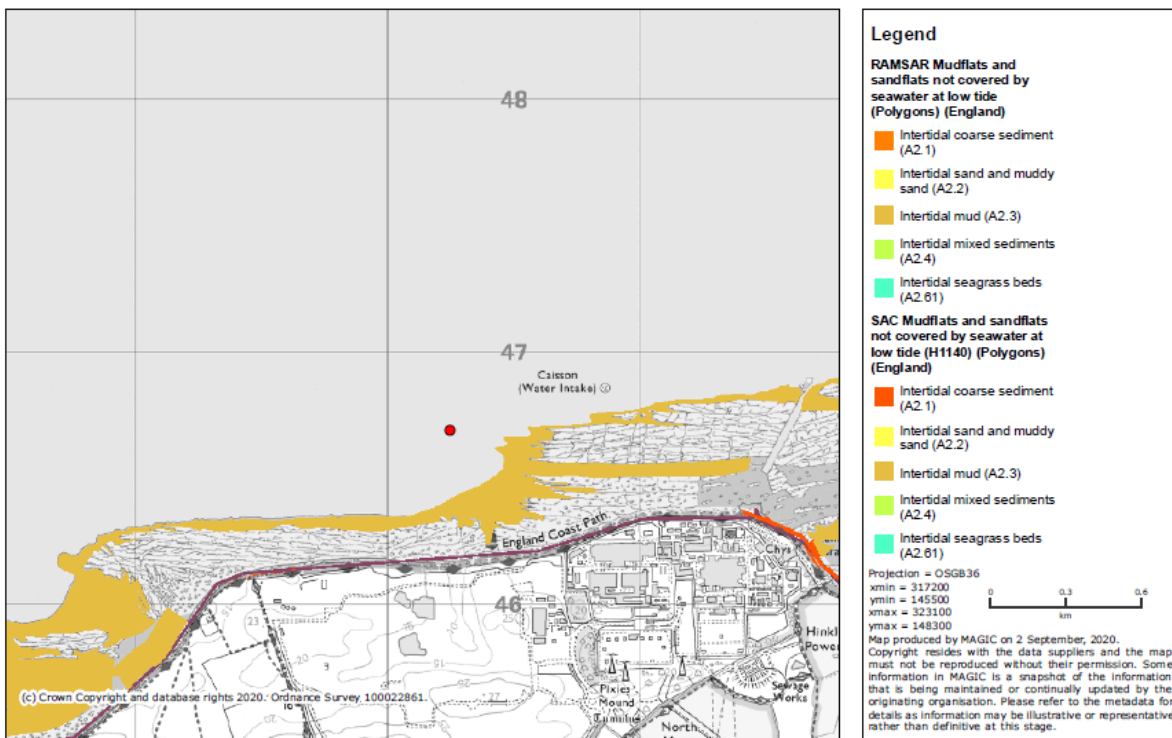 48
47
Caisson
(Water Intake)
England Coast Path
Chys
46
23
20
25
20
9
Hinkl
Power
Pixies
Mound
Tumulus
Sewage
Works
North
(c) Crown Copyright and database rights 2020. Ordnance Survey 100022861.
Legend
RAMSAR Mudflats and
sandflats not covered by
seawater at low tide
(Polygons) (England)
Intertidal coarse sediment
(A2.1)
Intertidal sand and muddy
sand (A2.2)
Intertidal mud (A2.3)
Intertidal mixed sediments
(A2.4)
Intertidal seagrass beds
(A2.61)
SAC Mudflats and sandflats
not covered by seawater at
low tide (H1140) (Polygons)
(England)
Intertidal coarse sediment
(A2.1)
Intertidal sand and muddy
sand (A2.2)
Intertidal mud (A2.3)
Intertidal mixed sediments
(A2.4)
Intertidal seagrass beds
(A2.61)
Projection = OSGB36
xmin = 317200
ymin = 145500
xmax = 323100
ymax = 148300
0 0.3 0.6
km
Map produced by MAGIC on 2 September, 2020.
Copyright resides with the data suppliers and the map
must not be reproduced without their permission. Some
information in MAGIC is a snapshot of the information
that is being maintained or continually updated by the
originating organisation. Please refer to the metadata for
details as information may be illustrative or representative
rather than definitive at this stage.